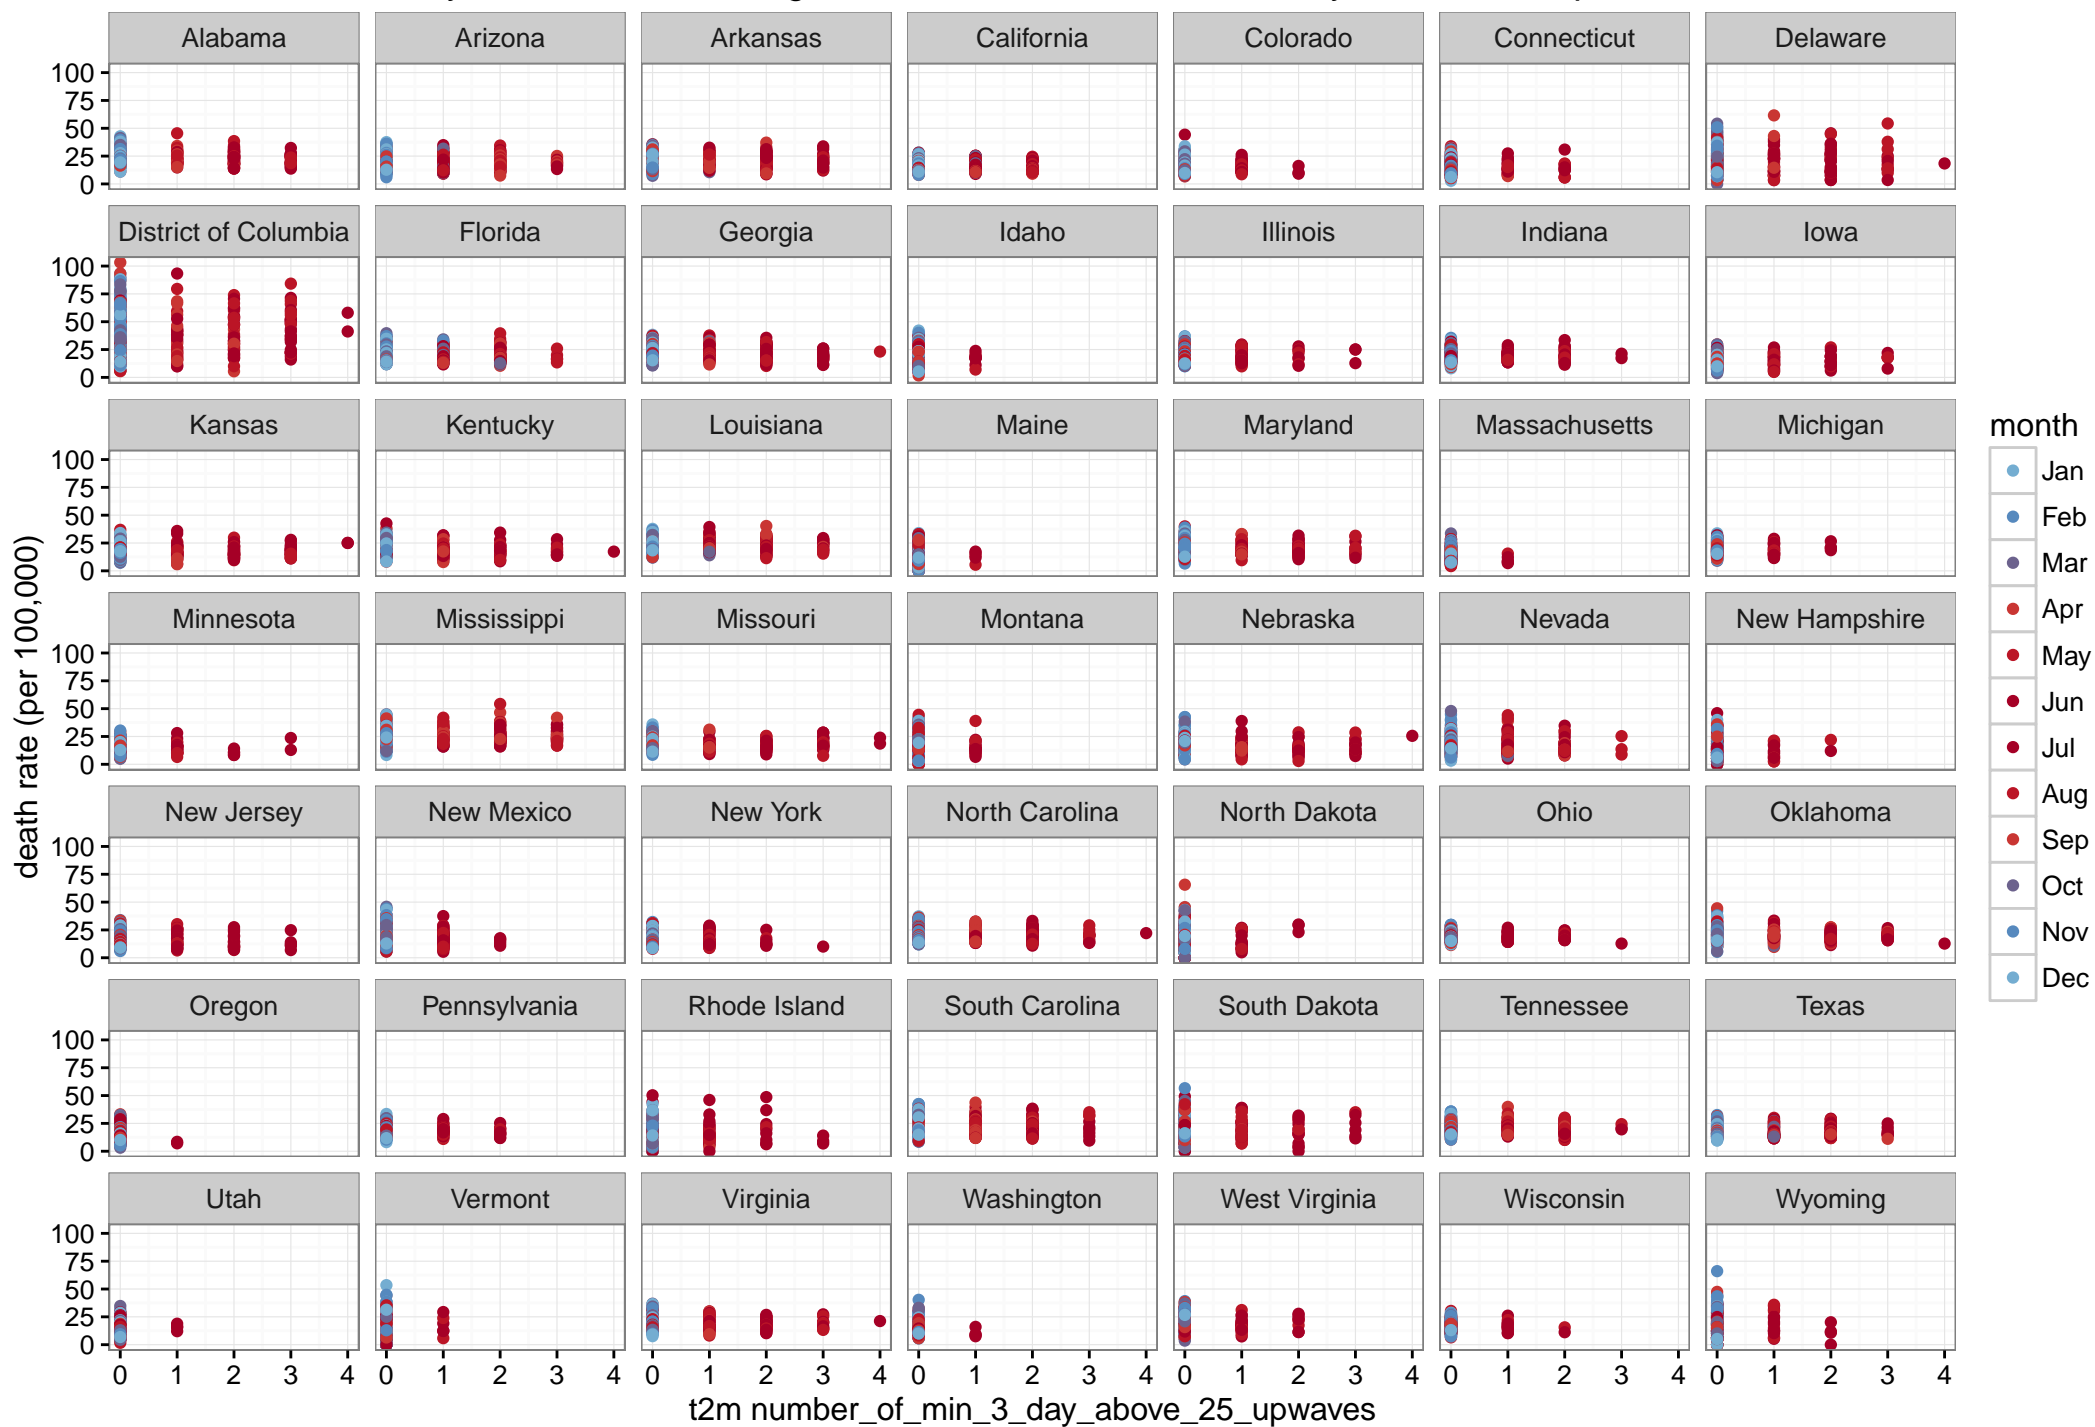 Alabama Arizona Arkansas California Colorado Connecticut Delaware
100
75
50
25
0
District of Columbia Florida Georgia Idaho Illinois Indiana Iowa
100
75
50
25
0
Kansas Kentucky Louisiana Maine Maryland Massachusetts Michigan
100
75
50
25
0
Minnesota Mississippi Missouri Montana Nebraska Nevada New Hampshire
100
75
50
25
0
New Jersey New Mexico New York North Carolina North Dakota Ohio Oklahoma
100
75
50
25
0
Oregon Pennsylvania Rhode Island South Carolina South Dakota Tennessee Texas
100
75
50
25
0
Utah Vermont Virginia Washington West Virginia Wisconsin Wyoming
100
75
50
25
0
0 1 2 3 4 0 1 2 3 4 0 1 2 3 4 0 1 2 3 4 0 1 2 3 4 0 1 2 3 4 0 1 2 3 4
t2m number_of_min_3_day_above_25_upwaves
death rate (per 100,000)
month
Jan
Feb
Mar
Apr
May
Jun
Jul
Aug
Sep
Oct
Nov
Dec